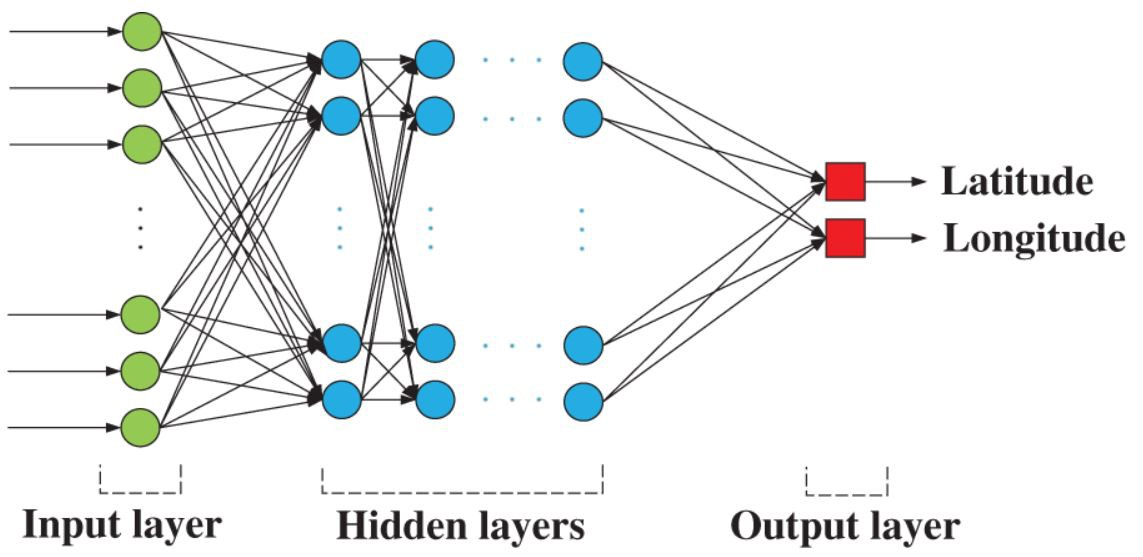 Latitude
Longitude
Input layer
Hidden layers
Output layer